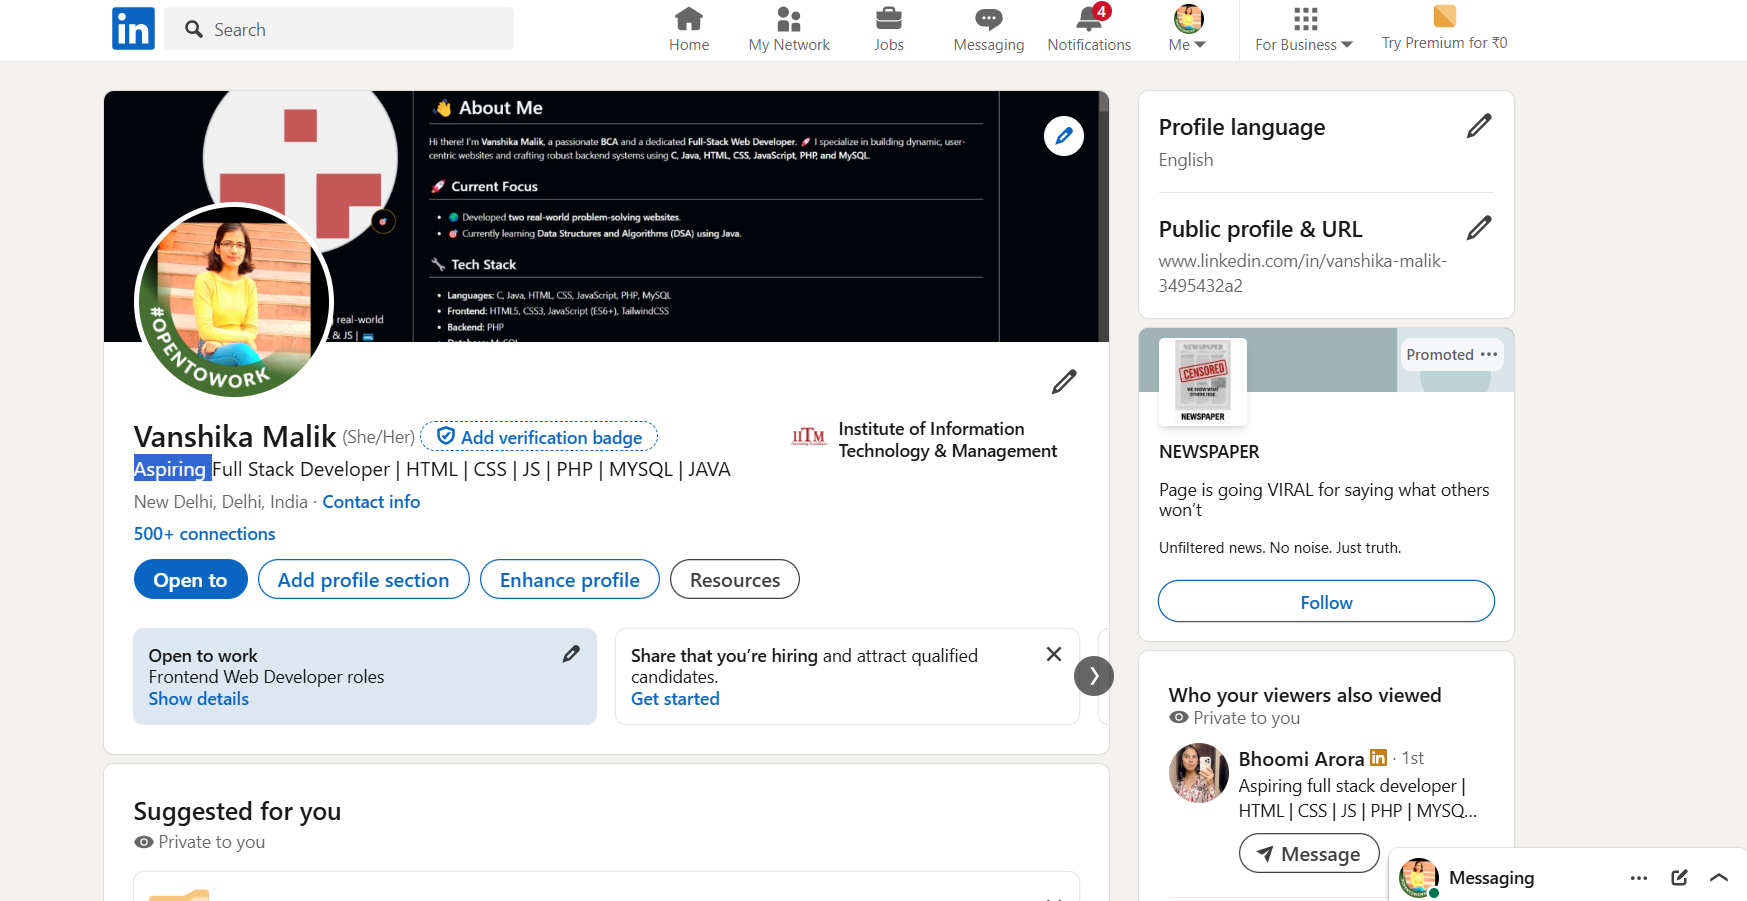 in
Search
Home
My Network
Jobs
Messaging
4
Notifications
Me
For Business
Try Premium for ₹0
👋 About Me
Hi there! I'm Vanshika Malik, a passionate BCA and a dedicated Full-Stack Web Developer. 🚀 I specialize in building dynamic, user-
centric websites and crafting robust backend systems using C, Java, HTML, CSS, JavaScript, PHP, and MySQL.
🚀 Current Focus
• Developed two real-world problem-solving websites.
• 🎯 Currently learning Data Structures and Algorithms (DSA) using Java.
🔧 Tech Stack
• Languages: C, Java, HTML, CSS, JavaScript, PHP, MySQL
• Frontend: HTML5, CSS3, JavaScript (ES6+), TailwindCSS
• Backend: PHP
real-world
& JS |
#OPENTOWORK
Vanshika Malik (She/Her) Add verification badge
Aspiring Full Stack Developer | HTML | CSS | JS | PHP | MYSQL | JAVA
New Delhi, Delhi, India · Contact info
500+ connections
IITM
Institute of Information
Technology & Management
Open to
Add profile section
Enhance profile
Resources
Open to work
Frontend Web Developer roles
Show details
Share that you're hiring and attract qualified
candidates.
Get started
Suggested for you
Private to you
Profile language
English
Public profile & URL
www.linkedin.com/in/vanshika-malik-
3495432a2
Promoted
NEWSPAPER
CENSORED
WE SHOW WHAT
OTHERS HIDE.
NEWSPAPER
NEWSPAPER
Page is going VIRAL for saying what others
won't
Unfiltered news. No noise. Just truth.
Follow
Who your viewers also viewed
Private to you
Bhoomi Arora in · 1st
Aspiring full stack developer |
HTML | CSS | JS | PHP | MYSQ...
Message
Messaging